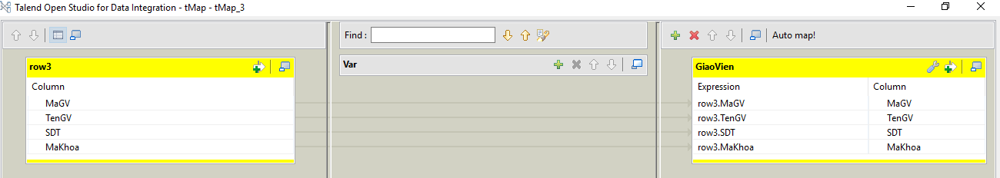 Talend Open Studio for Data Integration - tMap - tMap_3
Find :
Auto map!
row3
Column
MaGV
TenGV
SDT
MaKhoa
Var
GiaoVien
Expression Column
row3.MaGV MaGV
row3.TenGV TenGV
row3.SDT SDT
row3.MaKhoa MaKhoa